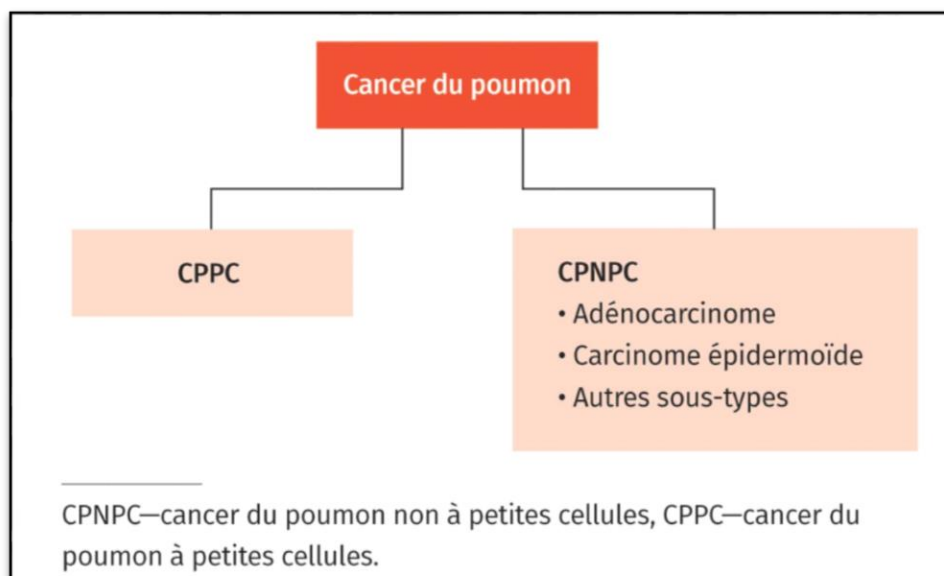 Cancer du poumon
CPPC
CPNPC
• Adénocarcinome
• Carcinome épidermoïde
• Autres sous-types
CPNPC—cancer du poumon non à petites cellules, CPPC—cancer du
poumon à petites cellules.